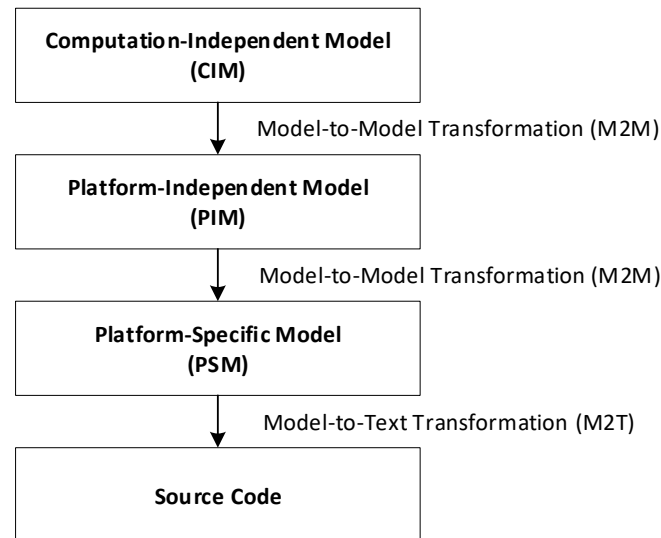 Computation-Independent Model
(CIM)
Model-to-Model Transformation (M2M)
Platform-Independent Model
(PIM)
Model-to-Model Transformation (M2M)
Platform-Specific Model
(PSM)
Model-to-Text Transformation (M2T)
Source Code